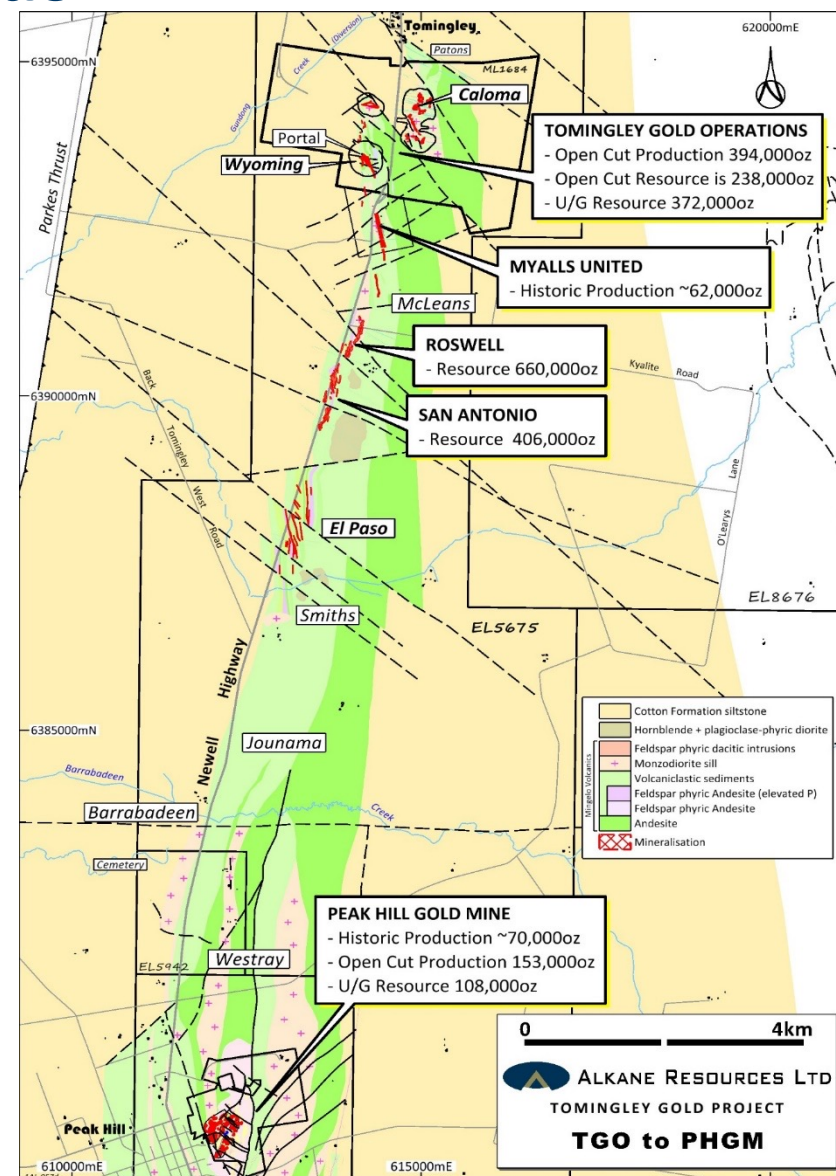 Tomingley
620000mE
6395000mN
Gundong
Creek
(Diversion)
Patons
ML1684
Caloma
Portal
Wyoming
Parkes Thrust
TOMINGLEY GOLD OPERATIONS
- Open Cut Production 394,000oz
- Open Cut Resource is 238,000oz
- U/G Resource 372,000oz
MYALLS UNITED
- Historic Production ~62,000oz
McLeans
ROSWELL
- Resource 660,000oz
Kyalite Road
6390000mN
SAN ANTONIO
- Resource 406,000oz
Back
Tomingley
West
Road
O'Learys
Lane
El Paso
EL8676
Smiths
EL5675
Newell Highway
6385000mN
Jounama
Barrabadeen
Creek
Barrabadeen
Cemetery
Cotton Formation siltstone
Hornblende + plagioclase-phyric diorite
Mingelo Volcanics
Feldspar phyric dacitic intrusions
Monzodiorite sill
Volcaniclastic sediments
Feldspar phyric Andesite (elevated P)
Feldspar phyric Andesite
Andesite
Mineralisation
PEAK HILL GOLD MINE
- Historic Production ~70,000oz
- Open Cut Production 153,000oz
- U/G Resource 108,000oz
Westray
EL5942
0 4km
ALKANE RESOURCES LTD
TOMINGLEY GOLD PROJECT
TGO to PHGM
Peak Hill
610000mE
615000mE